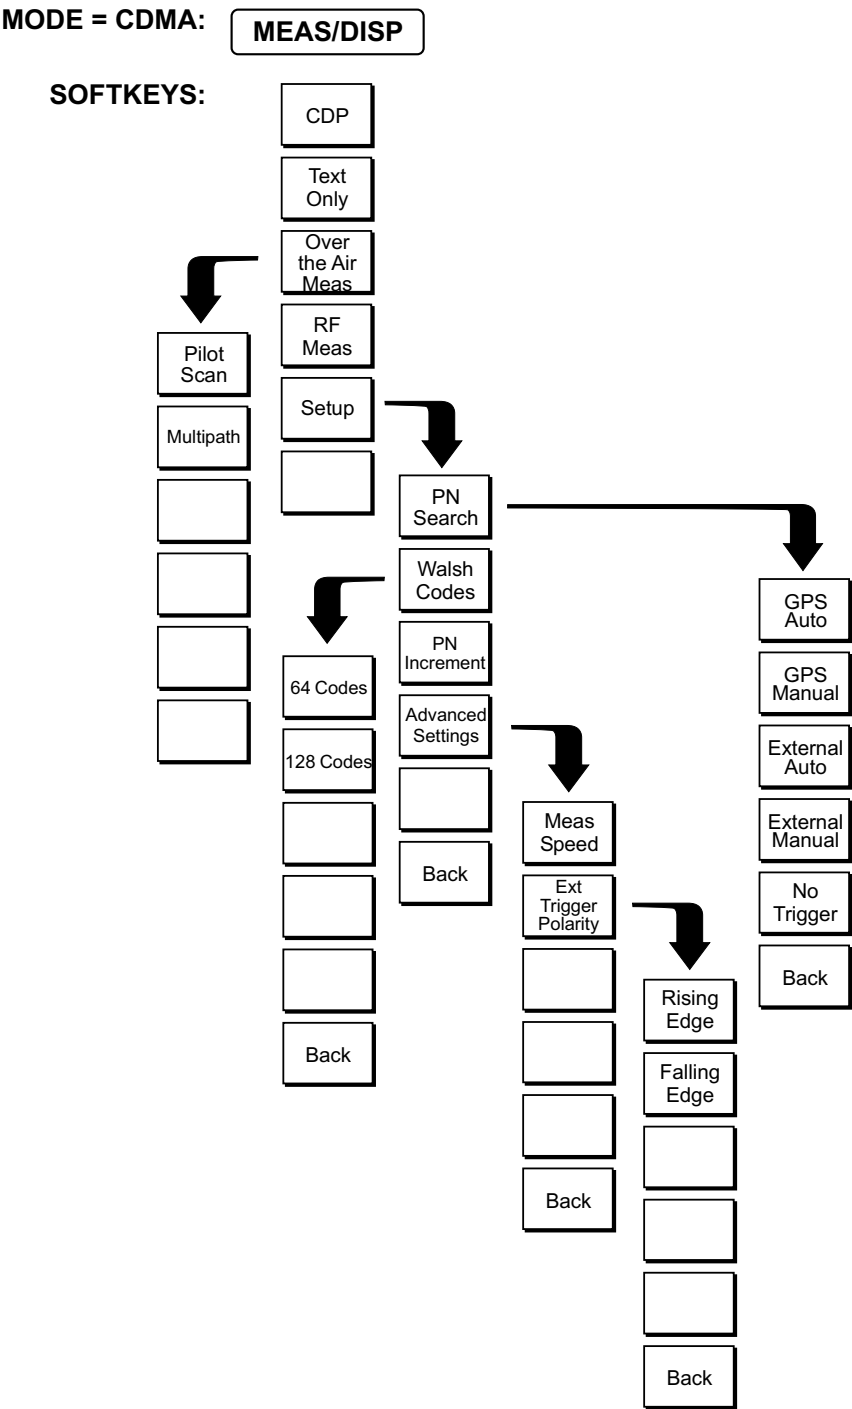 MODE = CDMA:
MEAS/DISP
SOFTKEYS:
CDP
Text
Only
Over
the Air
Meas
RF
Meas
Setup
Pilot
Scan
Multipath
PN
Search
Walsh
Codes
PN
Increment
Advanced
Settings
Back
64 Codes
128 Codes
Back
Meas
Speed
Ext
Trigger
Polarity
Back
Rising
Edge
Falling
Edge
Back
GPS
Auto
GPS
Manual
External
Auto
External
Manual
No
Trigger
Back